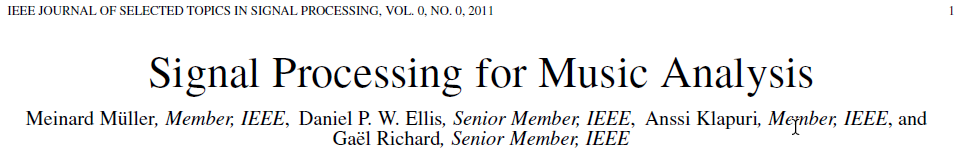 IEEE JOURNAL OF SELECTED TOPICS IN SIGNAL PROCESSING, VOL. 0, NO. 0, 2011 1
Signal Processing for Music Analysis
Meinard Müller, Member, IEEE, Daniel P. W. Ellis, Senior Member, IEEE, Anssi Klapuri, Member, IEEE, and
Gaël Richard, Senior Member, IEEE